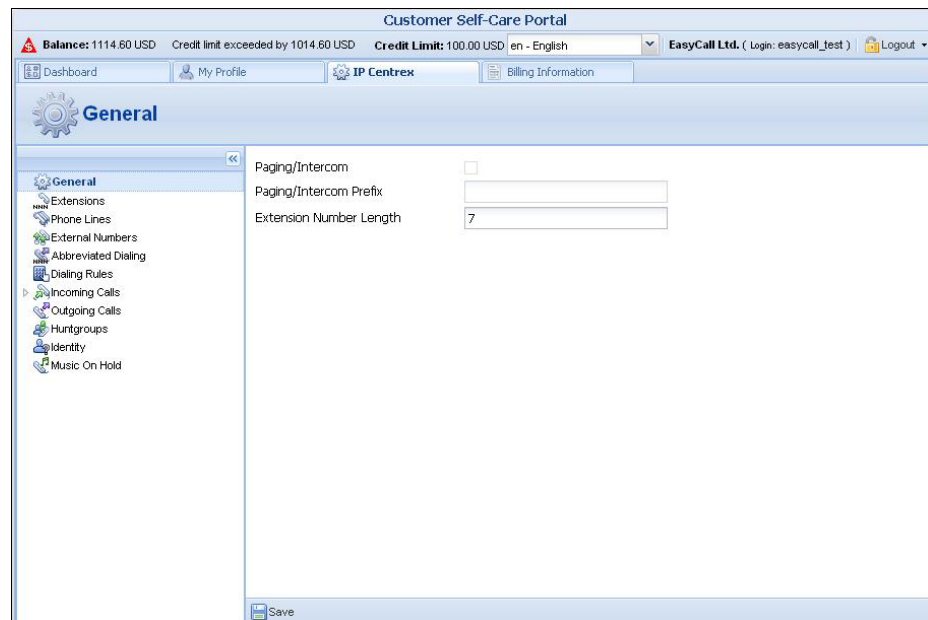 Customer Self-Care Portal
Balance: 1114.60 USD Credit limit exceeded by 1014.60 USD Credit Limit: 100.00 USD en - English EasyCall Ltd. ( Login: easycall_test ) Logout
Dashboard My Profile IP Centrex Billing Information
General
General
Extensions
Phone Lines
External Numbers
Abbreviated Dialing
Dialing Rules
Incoming Calls
Outgoing Calls
Huntgroups
Identity
Music On Hold
Paging/Intercom
Paging/Intercom Prefix
Extension Number Length 7
Save